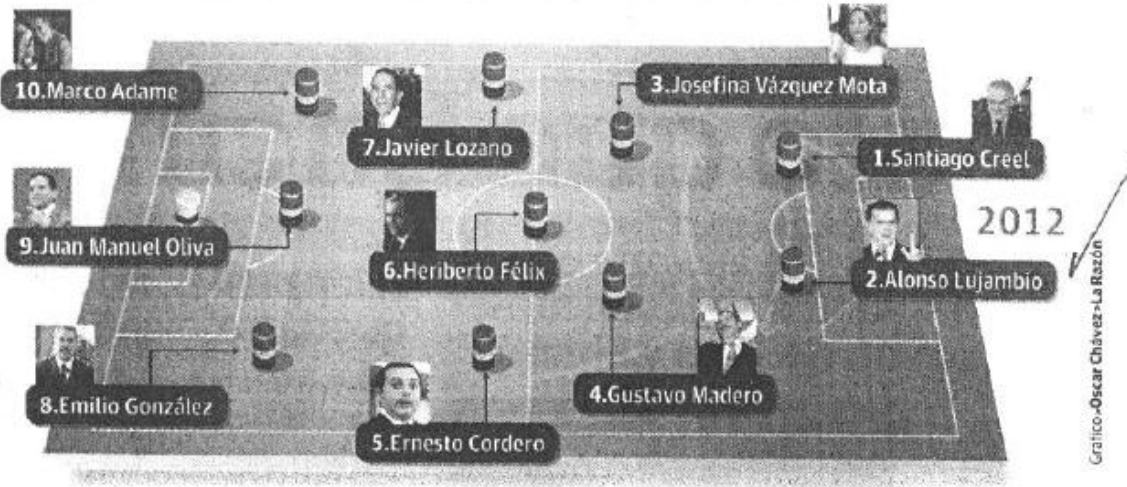 10.Marco Adame
3.Josefina Vázquez Mota
7.Javier Lozano
1.Santiago Creel
9.Juan Manuel Oliva
6.Heriberto Félix
2012
2.Alonso Lujambio
8.Emilio González
4.Gustavo Madero
5.Ernesto Cordero
Gráfico›Oscar Chávez›La Razón